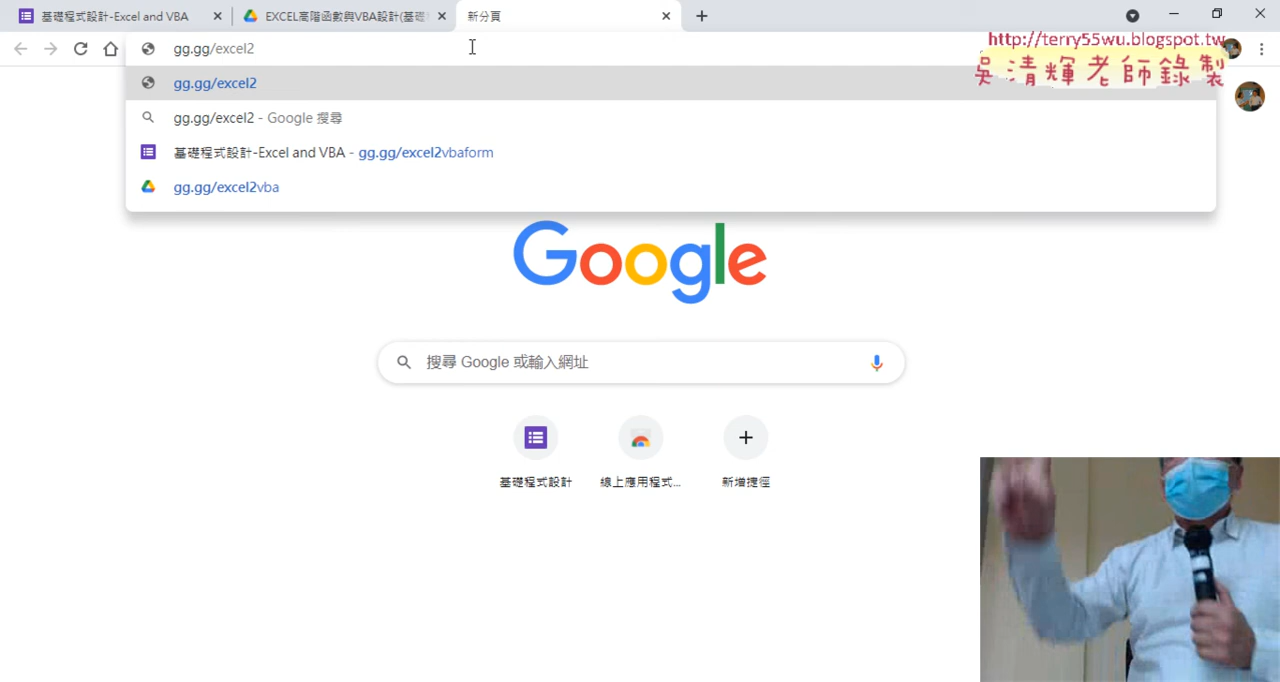 基礎程式設計-Excel and VBA
EXCEL高階函數與VBA設計(基礎
新分頁
gg.gg/excel2
http://terry55wu.blogspot.tw
吳清輝老師錄製
gg.gg/excel2
gg.gg/excel2 - Google 搜尋
基礎程式設計-Excel and VBA - gg.gg/excel2vbaform
gg.gg/excel2vba
Google
搜尋 Google 或輸入網址
基礎程式設計
線上應用程式...
新增捷徑